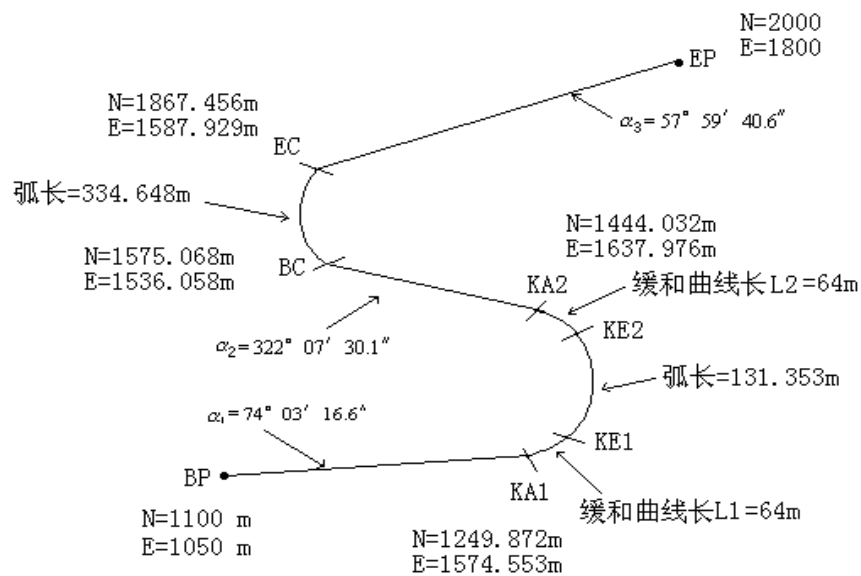 N=2000
E=1800
EP
N=1867.456m
E=1587.929m
α₃=57° 59′ 40.6″
EC
弧长=334.648m
N=1444.032m
E=1637.976m
N=1575.068m
E=1536.058m
BC
KA2
缓和曲线长L2=64m
KE2
α₂=322° 07′ 30.1″
弧长=131.353m
α₁=74° 03′ 16.6″
KE1
BP
KA1
缓和曲线长L1=64m
N=1100 m
E=1050 m
N=1249.872m
E=1574.553m